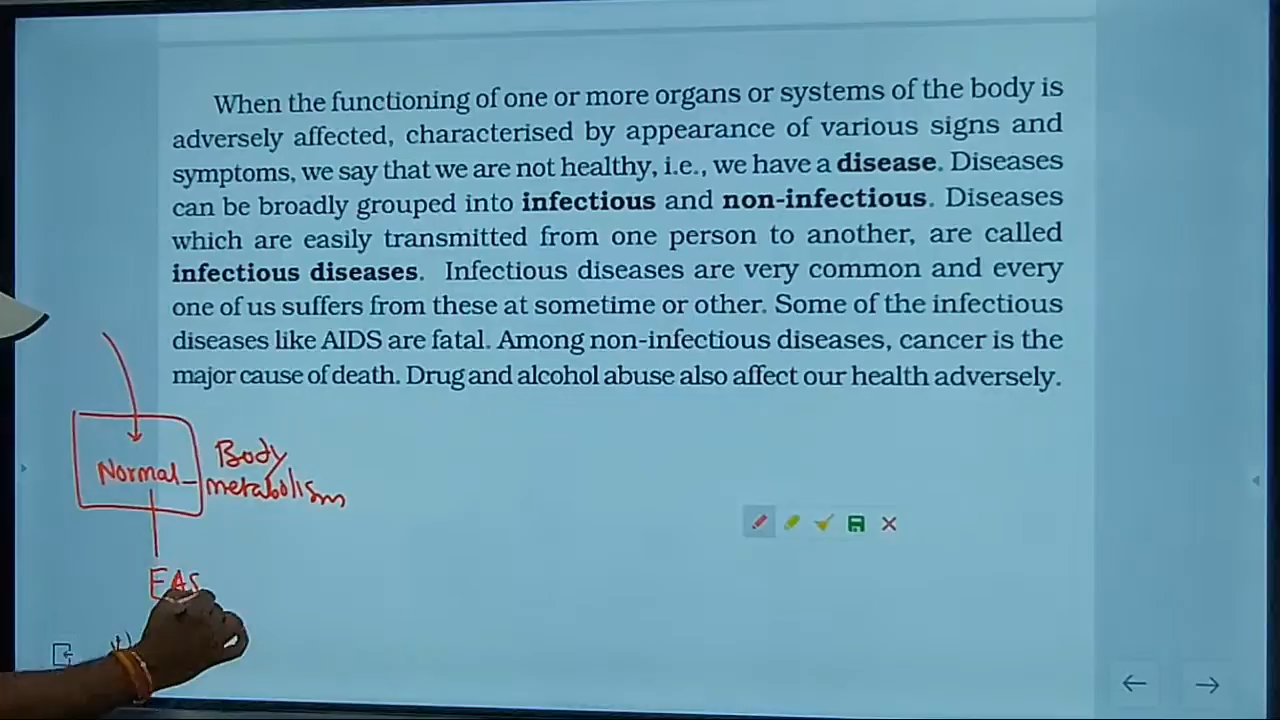 When the functioning of one or more organs or systems of the body is
adversely affected, characterised by appearance of various signs and
symptoms, we say that we are not healthy, i.e., we have a disease. Diseases
can be broadly grouped into infectious and non-infectious. Diseases
which are easily transmitted from one person to another, are called
infectious diseases. Infectious diseases are very common and every
one of us suffers from these at sometime or other. Some of the infectious
diseases like AIDS are fatal. Among non-infectious diseases, cancer is the
major cause of death. Drug and alcohol abuse also affect our health adversely.
Normal - Body
metabolism
EAS